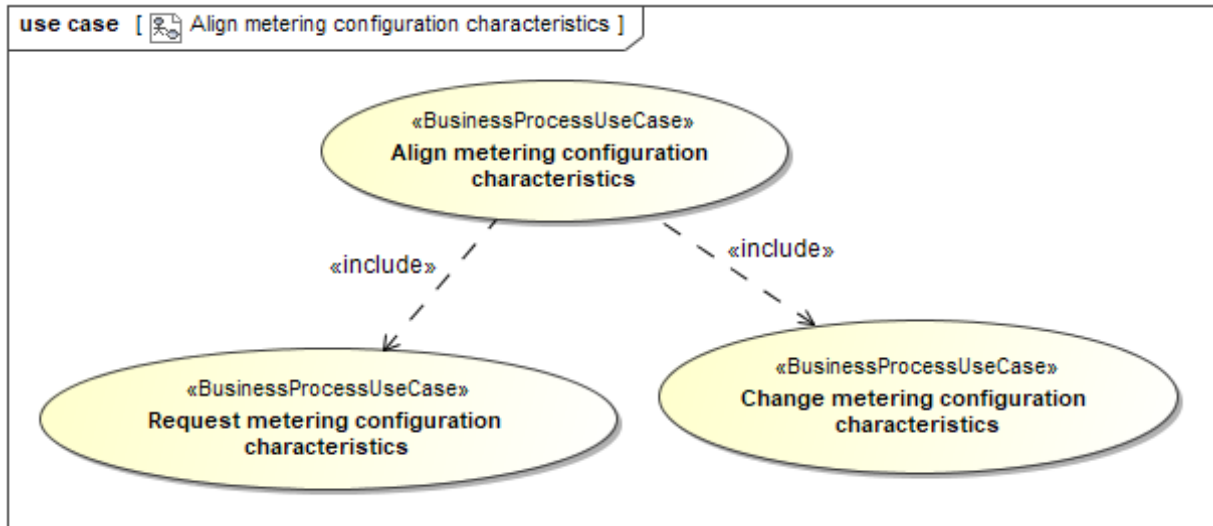 use case [ Align metering configuration characteristics ]
«BusinessProcessUseCase»
Align metering configuration
characteristics
«include»
«include»
«BusinessProcessUseCase»
Request metering configuration
characteristics
«BusinessProcessUseCase»
Change metering configuration
characteristics